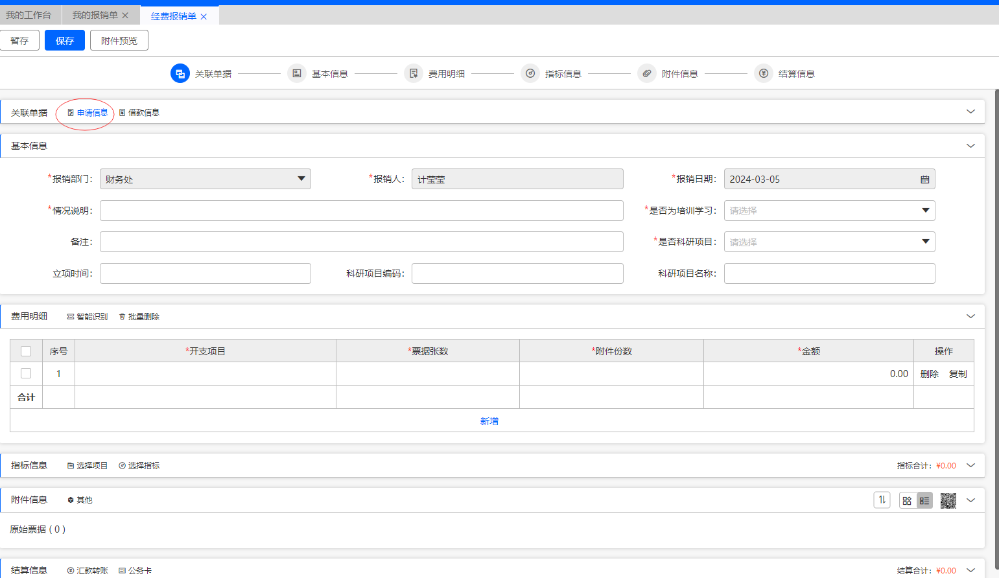 我的工作台 我的报销单 经费报销单
暂存 保存 附件预览
关联单据 基本信息 费用明细 指标信息 附件信息 结算信息
关联单据 申请信息 借款信息
基本信息
*报销部门: 财务处 *报销人: 计莹莹 *报销日期: 2024-03-05
*情况说明: *是否为培训学习: 请选择
备注: *是否科研项目: 请选择
立项时间: 科研项目编码: 科研项目名称:
费用明细 智能识别 批量删除
序号 *开支项目 *票据张数 *附件份数 *金额 操作
1 0.00 删除 复制
合计
新增
指标信息 选择项目 选择指标 指标合计: ¥0.00
附件信息 其他
原始票据 ( 0 )
结算信息 汇款转账 公务卡 结算合计: ¥0.00